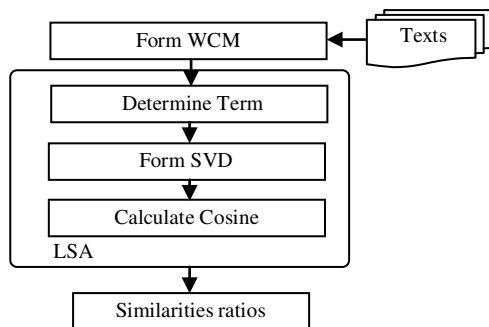 Form WCM
Texts
Determine Term
Form SVD
Calculate Cosine
LSA
Similarities ratios